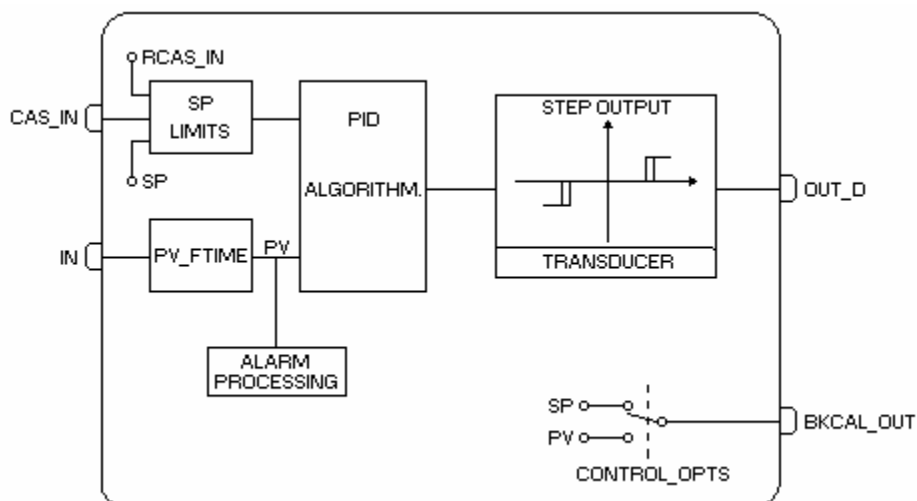 RCAS_IN
CAS_IN
SP
LIMITS
SP
PID
ALGORITHM.
STEP OUTPUT
TRANSDUCER
OUT_D
IN
PV_FTIME
PV
ALARM
PROCESSING
SP
PV
CONTROL_OPTS
BKCAL_OUT